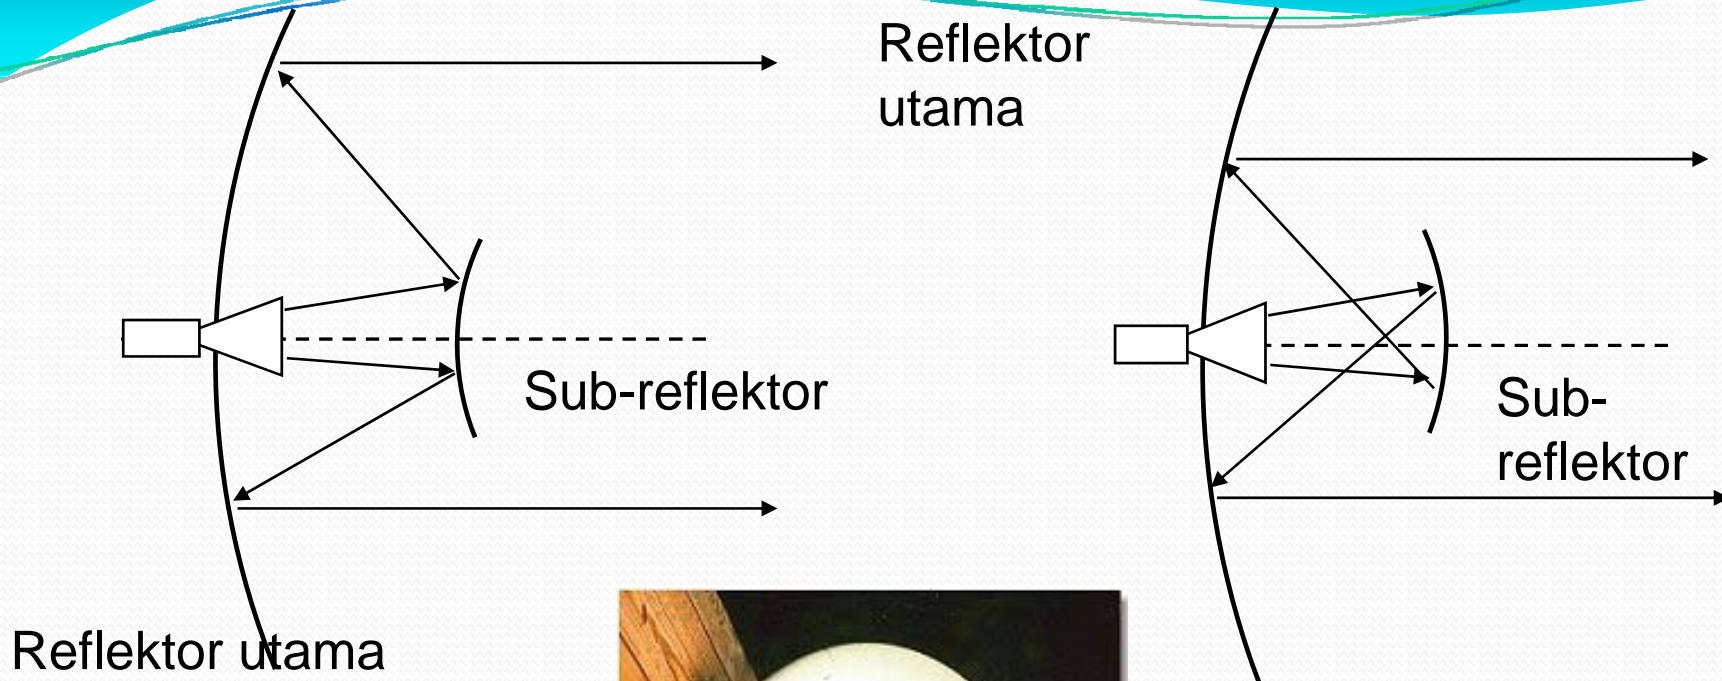 Reflektor
utama
Sub-reflektor
Sub-
reflektor
Reflektor utama